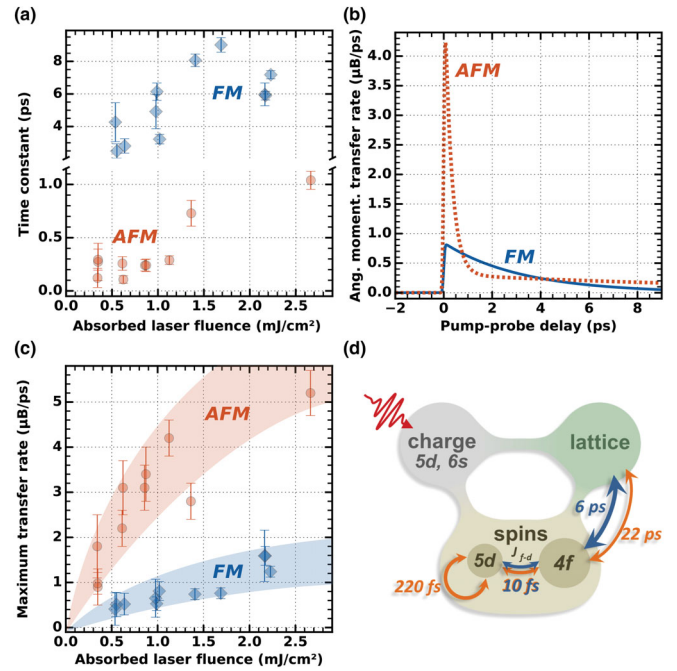 (a)
Time constant (ps)
8
6
4
2
1.0
0.5
0.0
FM
AFM
0.0 0.5 1.0 1.5 2.0 2.5
Absorbed laser fluence (mJ/cm²)
(b)
Ang. moment. transfer rate (μB/ps)
4.0
3.5
3.0
2.5
2.0
1.5
1.0
0.5
0.0
AFM
FM
−2 0 2 4 6 8
Pump-probe delay (ps)
(c)
Maximum transfer rate (μB/ps)
5
4
3
2
1
0
AFM
FM
0.0 0.5 1.0 1.5 2.0 2.5
Absorbed laser fluence (mJ/cm²)
(d)
charge
5d, 6s
lattice
6 ps
22 ps
spins
J f-d
5d
4f
220 fs
10 fs